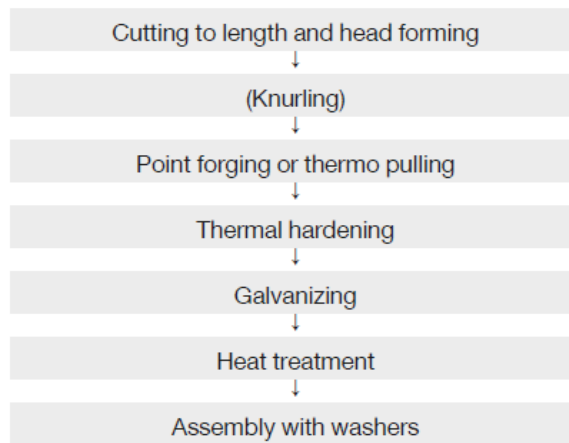 Cutting to length and head forming
↓
(Knurling)
↓
Point forging or thermo pulling
↓
Thermal hardening
↓
Galvanizing
↓
Heat treatment
↓
Assembly with washers